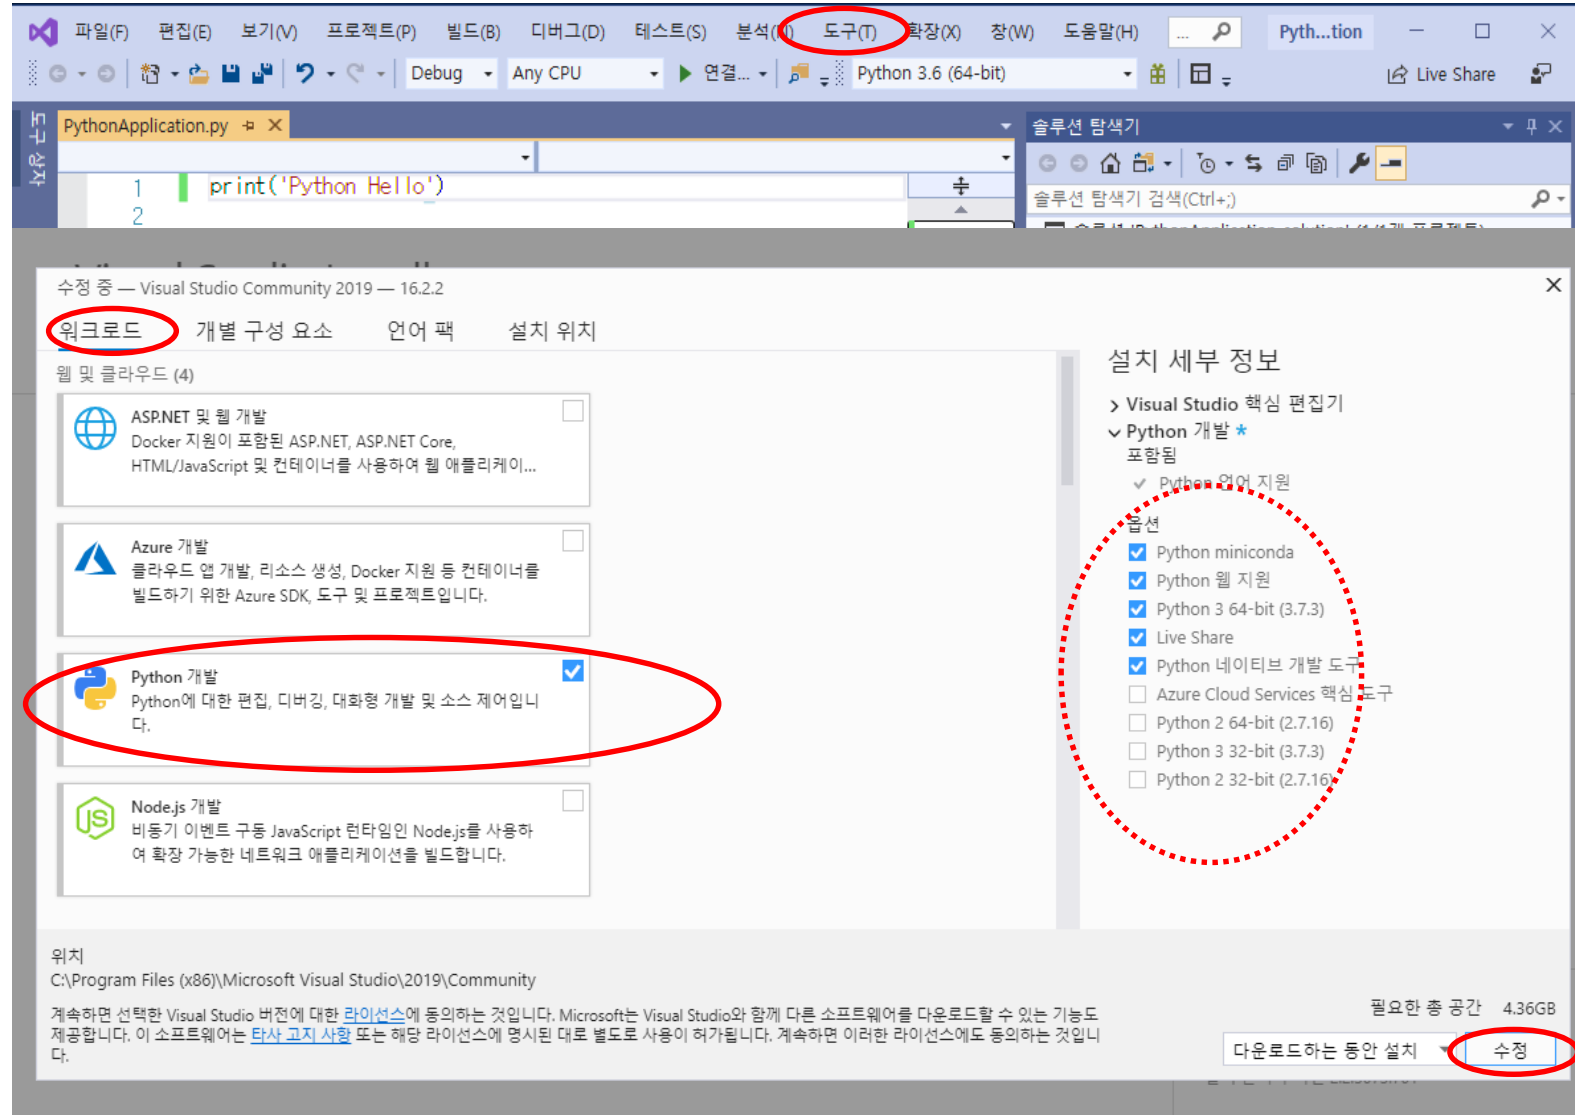 파일(F) 편집(E) 보기(V) 프로젝트(P) 빌드(B) 디버그(D) 테스트(S) 분석(N) 도구(T) 확장(X) 창(W) 도움말(H) ... Pyth...tion
Debug Any CPU 연결... Python 3.6 (64-bit) Live Share
도구 상자
PythonApplication.py
솔루션 탐색기
1 print('Python Hello')
2
솔루션 탐색기 검색(Ctrl+;)
솔루션 'PythonApplication solution' (1/1개 프로젝트)
수정 중 — Visual Studio Community 2019 — 16.2.2
워크로드 개별 구성 요소 언어 팩 설치 위치
웹 및 클라우드 (4)
ASP.NET 및 웹 개발
Docker 지원이 포함된 ASP.NET, ASP.NET Core,
HTML/JavaScript 및 컨테이너를 사용하여 웹 애플리케이...
Azure 개발
클라우드 앱 개발, 리소스 생성, Docker 지원 등 컨테이너를
빌드하기 위한 Azure SDK, 도구 및 프로젝트입니다.
Python 개발
Python에 대한 편집, 디버깅, 대화형 개발 및 소스 제어입니
다.
Node.js 개발
비동기 이벤트 구동 JavaScript 런타임인 Node.js를 사용하
여 확장 가능한 네트워크 애플리케이션을 빌드합니다.
설치 세부 정보
Visual Studio 핵심 편집기
Python 개발 *
포함됨
Python 언어 지원
옵션
Python miniconda
Python 웹 지원
Python 3 64-bit (3.7.3)
Live Share
Python 네이티브 개발 도구
Azure Cloud Services 핵심 도구
Python 2 64-bit (2.7.16)
Python 3 32-bit (3.7.3)
Python 2 32-bit (2.7.16)
위치
C:\Program Files (x86)\Microsoft Visual Studio\2019\Community
계속하면 선택한 Visual Studio 버전에 대한 라이선스에 동의하는 것입니다. Microsoft는 Visual Studio와 함께 다른 소프트웨어를 다운로드할 수 있는 기능도
제공합니다. 이 소프트웨어는 타사 고지 사항 또는 해당 라이선스에 명시된 대로 별도로 사용이 허가됩니다. 계속하면 이러한 라이선스에도 동의하는 것입니
다.
필요한 총 공간 4.36GB
다운로드하는 동안 설치 수정